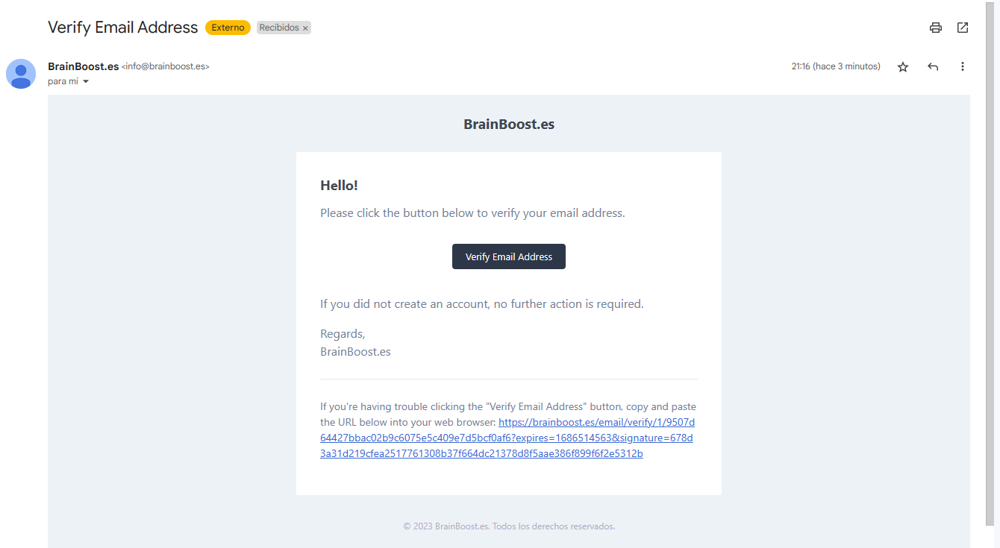 Verify Email Address Externo Recibidos ×
BrainBoost.es <info@brainboost.es> 21:16 (hace 3 minutos)
para mí
BrainBoost.es
Hello!
Please click the button below to verify your email address.
Verify Email Address
If you did not create an account, no further action is required.
Regards,
BrainBoost.es
If you're having trouble clicking the "Verify Email Address" button, copy and paste
the URL below into your web browser: https://brainboost.es/email/verify/1/9507d
64427bbac02b9c6075e5c409e7d5bcf0af6?expires=1686514563&signature=678d
3a31d219cfea2517761308b37f664dc21378d8f5aae386f899f6f2e5312b
© 2023 BrainBoost.es. Todos los derechos reservados.